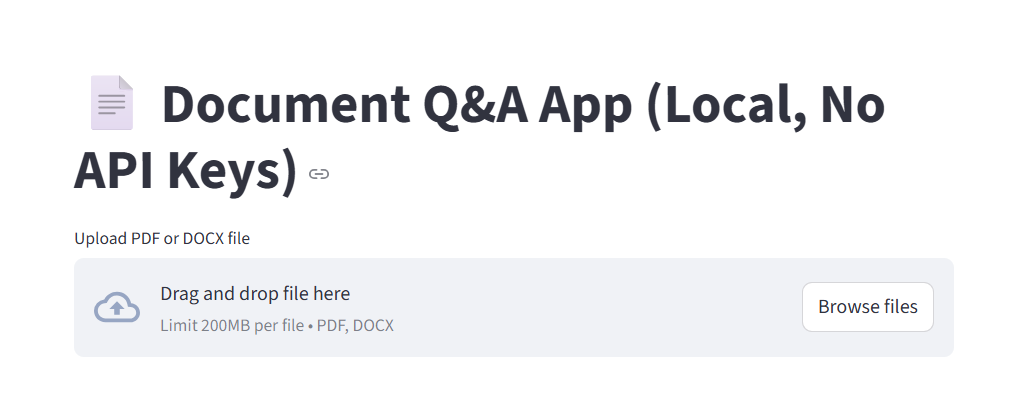 Document Q&A App (Local, No
API Keys)
Upload PDF or DOCX file
Drag and drop file here
Limit 200MB per file • PDF, DOCX
Browse files